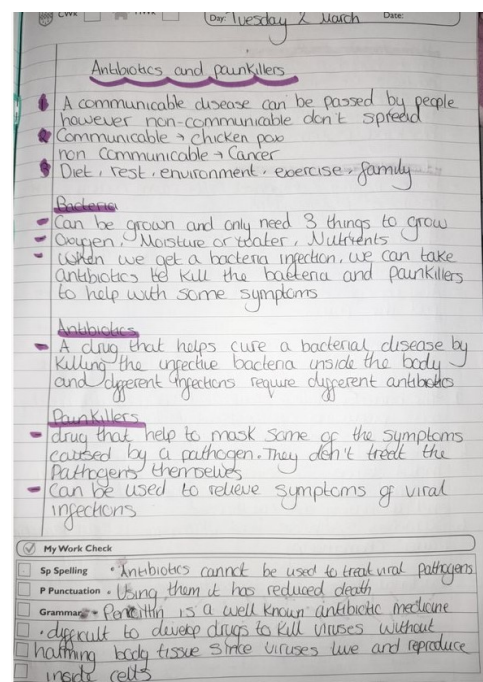 Day: Tuesday 2 March Date:
Antibiotics and painkillers
1 A communicable disease can be passed by people
however non-communicable don't spread
2 Communicable → chicken pox
non communicable → Cancer
3 Diet, rest, environment, exercise, family
Bacteria
- Can be grown and only need 3 things to grow
- Oxygen, Moisture or water, Nutrients
- When we get a bacteria infection, we can take
antibiotics to kill the bacteria and painkillers
to help with some symptoms
Antibiotics
- A drug that helps cure a bacterial disease by
killing the infective bacteria inside the body
and different infections require different antibiotics
Painkillers
- drug that help to mask some of the symptoms
caused by a pathogen. They don't treat the
Pathogens themselves
- Can be used to relieve symptoms of viral
infections
My Work Check
Sp Spelling • Antibiotics cannot be used to treat viral pathogens
P Punctuation • Using them it has reduced death
Grammar • Penicillin is a well known antibiotic medicine
• difficult to develop drugs to kill viruses without
harming body tissue since viruses live and reproduce
inside cells